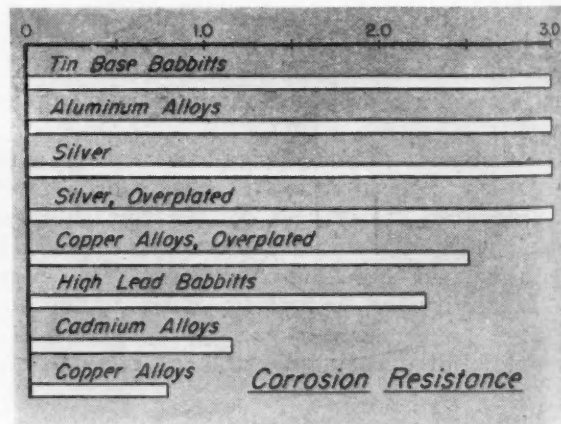 0 1.0 2.0 3.0
Tin Base Babbitts
Aluminum Alloys
Silver
Silver, Overplated
Copper Alloys, Overplated
High Lead Babbitts
Cadmium Alloys
Copper Alloys
Corrosion Resistance